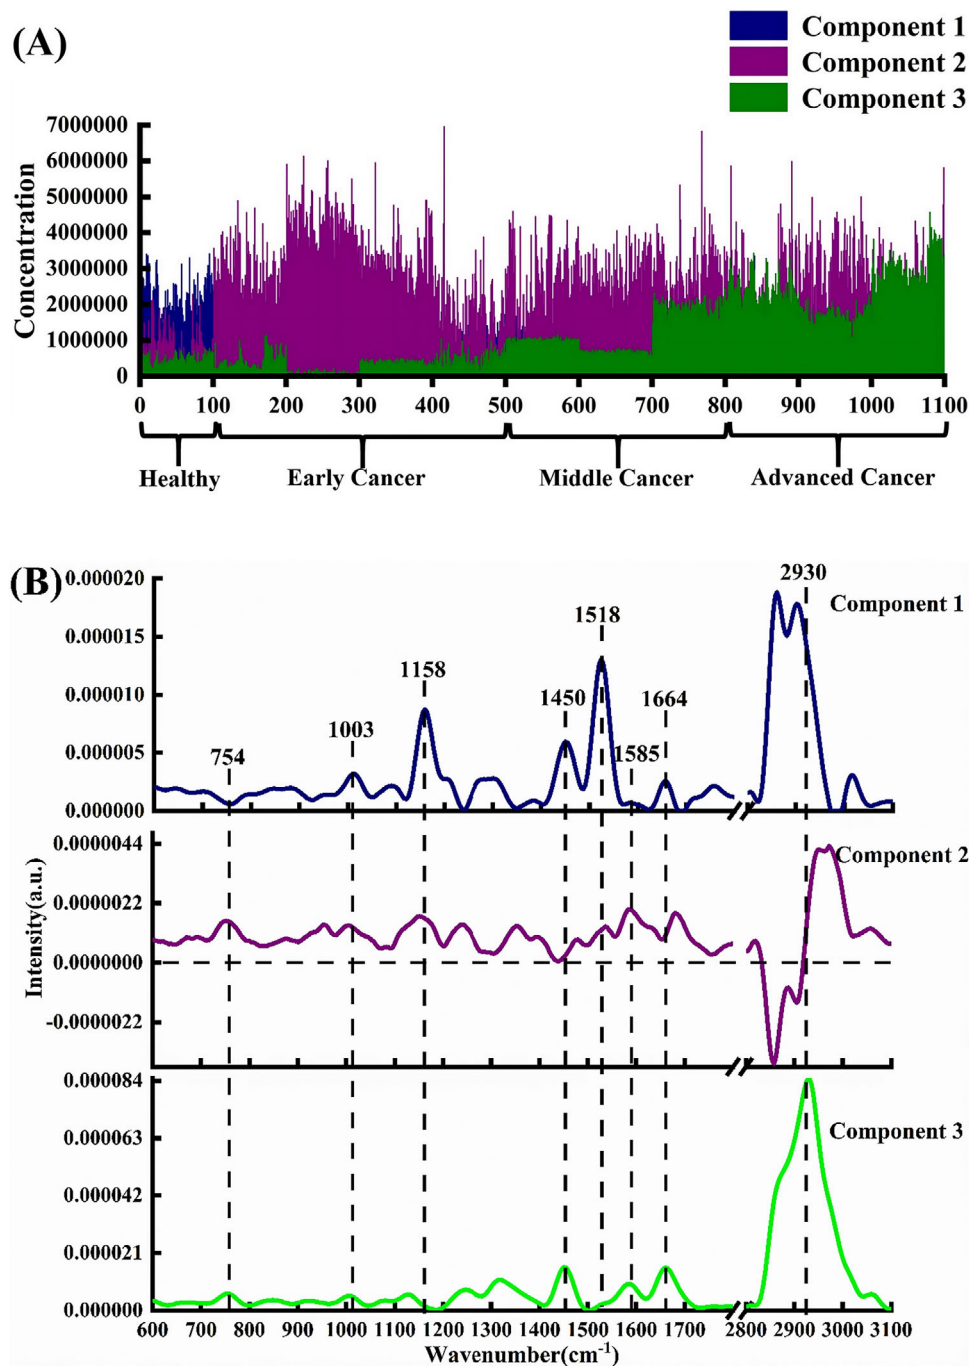 (A)
Component 1
Component 2
Component 3
Concentration
7000000
6000000
5000000
4000000
3000000
2000000
1000000
0
0 100 200 300 400 500 600 700 800 900 1000 1100
Healthy Early Cancer Middle Cancer Advanced Cancer
(B)
Intensity(a.u.)
0.000020
0.000015
0.000010
0.000005
0.000000
754 1003 1158 1450 1518 1585 1664 2930
Component 1
0.0000044
0.0000022
0.0000000
-0.0000022
Component 2
0.000084
0.000063
0.000042
0.000021
0.000000
Component 3
600 700 800 900 1000 1100 1200 1300 1400 1500 1600 1700 2800 2900 3000 3100
Wavenumber(cm-1)